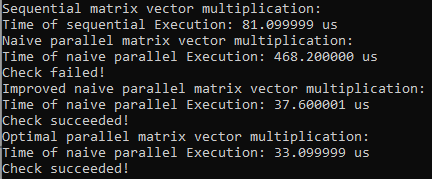 Sequential matrix vector multiplication:
Time of sequential Execution: 81.099999 us
Naive parallel matrix vector multiplication:
Time of naive parallel Execution: 468.200000 us
Check failed!
Improved naive parallel matrix vector multiplication:
Time of naive parallel Execution: 37.600001 us
Check succeeded!
Optimal parallel matrix vector multiplication:
Time of naive parallel Execution: 33.099999 us
Check succeeded!